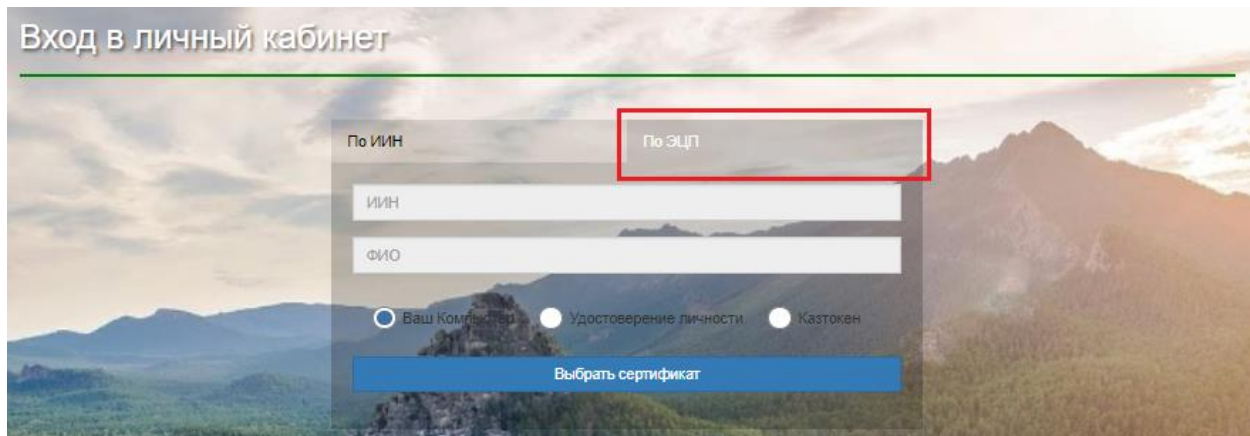 Вход в личный кабинет
По ИИН
По ЭЦП
ИИН
ФИО
Ваш Компьютер Удостоверение личности Казтокен
Выбрать сертификат